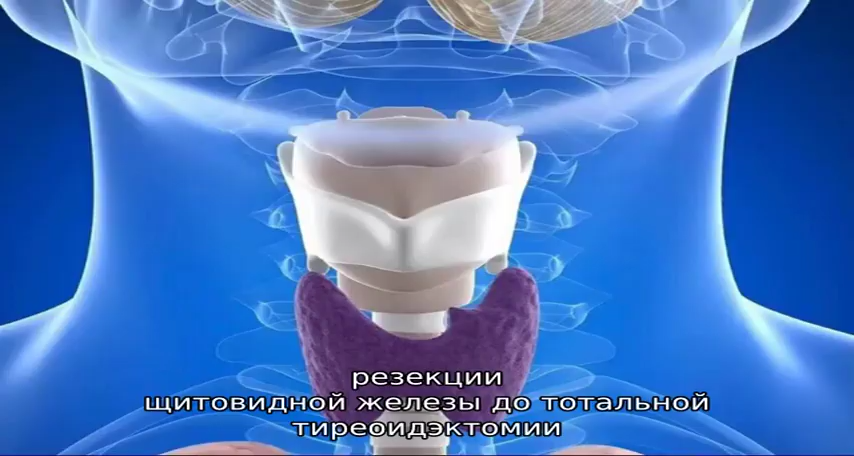 резекции
щитовидной железы до тотальной
тиреоидэктомии